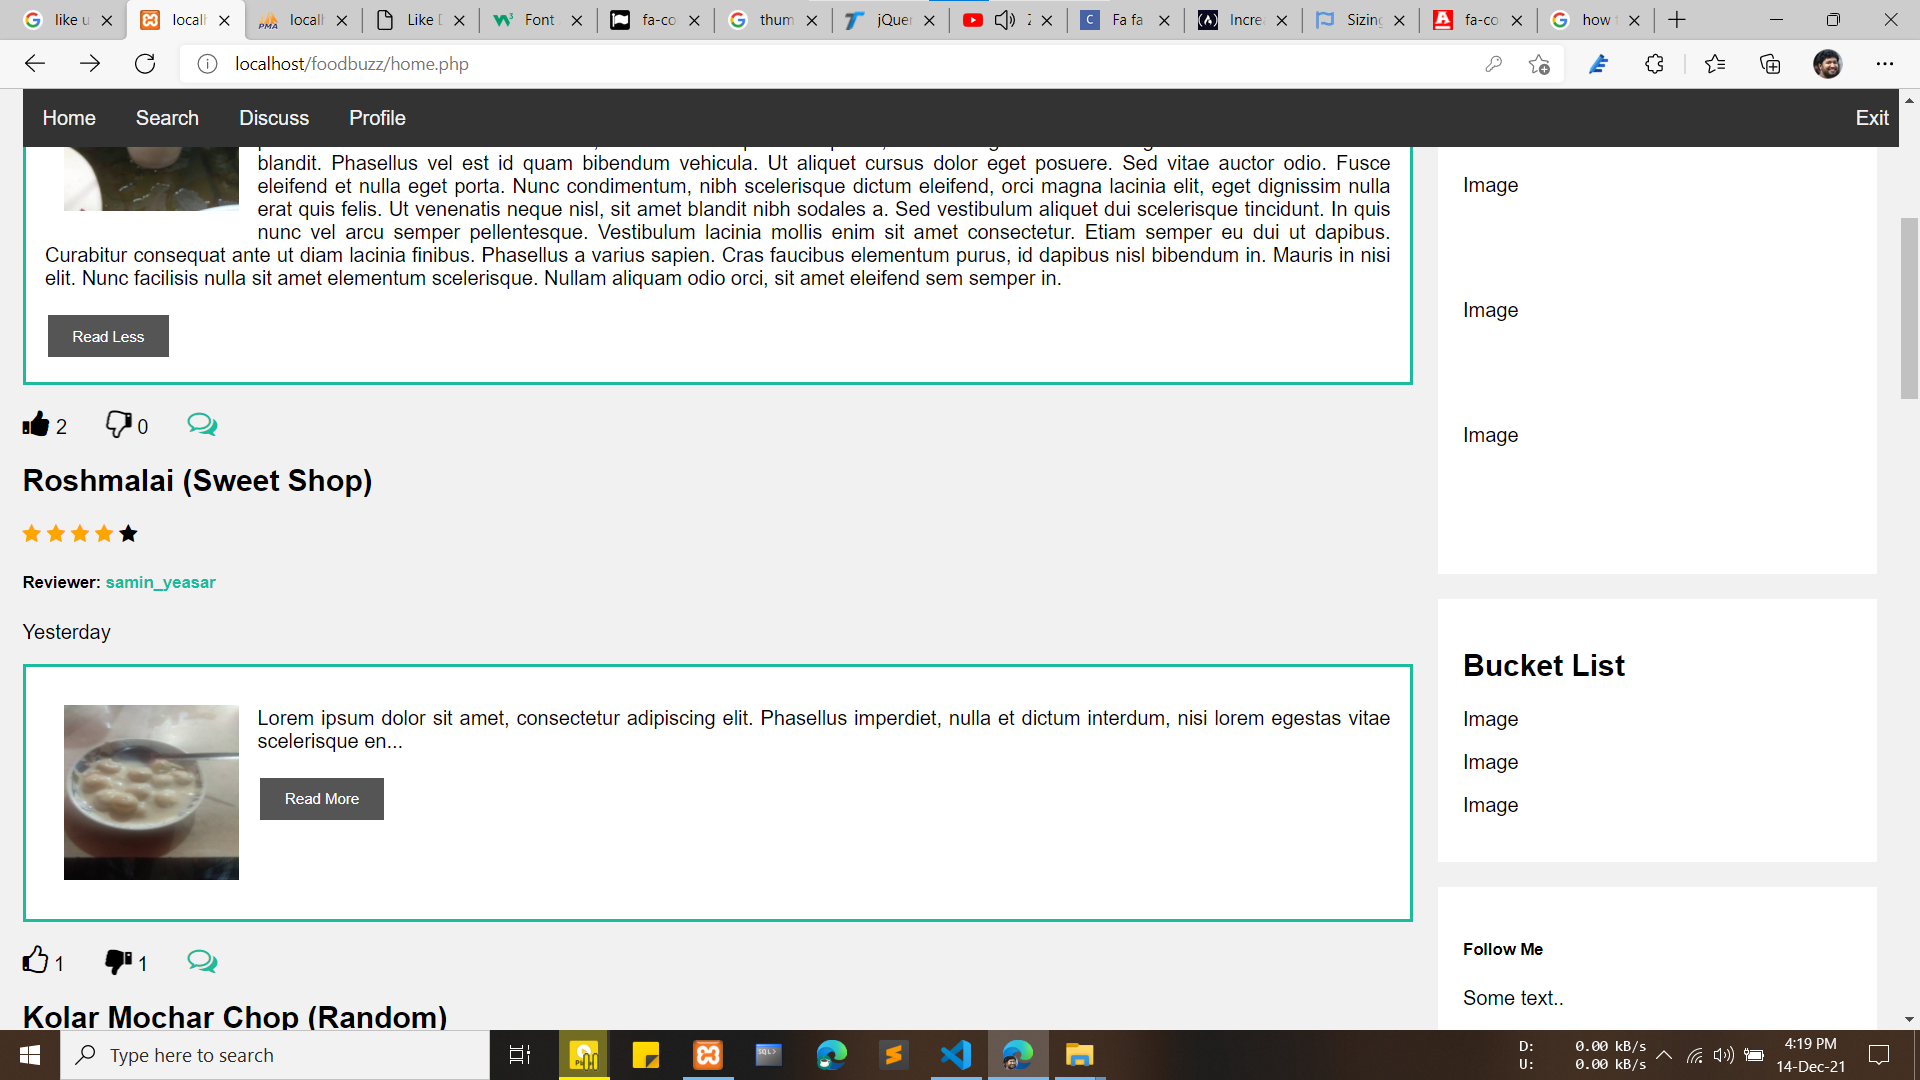 like u
localh
localh
Like D
Font
fa-co
thum
jQuer
Fa fa
Incre
Sizing
fa-co
how
localhost/foodbuzz/home.php
Home Search Discuss Profile Exit
blandit. Phasellus vel est id quam bibendum vehicula. Ut aliquet cursus dolor eget posuere. Sed vitae auctor odio. Fusce
eleifend et nulla eget porta. Nunc condimentum, nibh scelerisque dictum eleifend, orci magna lacinia elit, eget dignissim nulla
erat quis felis. Ut venenatis neque nisl, sit amet blandit nibh sodales a. Sed vestibulum aliquet dui scelerisque tincidunt. In quis
nunc vel arcu semper pellentesque. Vestibulum lacinia mollis enim sit amet consectetur. Etiam semper eu dui ut dapibus.
Curabitur consequat ante ut diam lacinia finibus. Phasellus a varius sapien. Cras faucibus elementum purus, id dapibus nisl bibendum in. Mauris in nisi
elit. Nunc facilisis nulla sit amet elementum scelerisque. Nullam aliquam odio orci, sit amet eleifend sem semper in.
Read Less
2 0
Roshmalai (Sweet Shop)
Reviewer: samin_yeasar
Yesterday
Lorem ipsum dolor sit amet, consectetur adipiscing elit. Phasellus imperdiet, nulla et dictum interdum, nisi lorem egestas vitae
scelerisque en...
Read More
1 1
Kolar Mochar Chop (Random)
Image
Image
Image
Bucket List
Image
Image
Image
Follow Me
Some text..
Type here to search
SQL>
D: 0.00 kB/s
U: 0.00 kB/s
4:19 PM
14-Dec-21